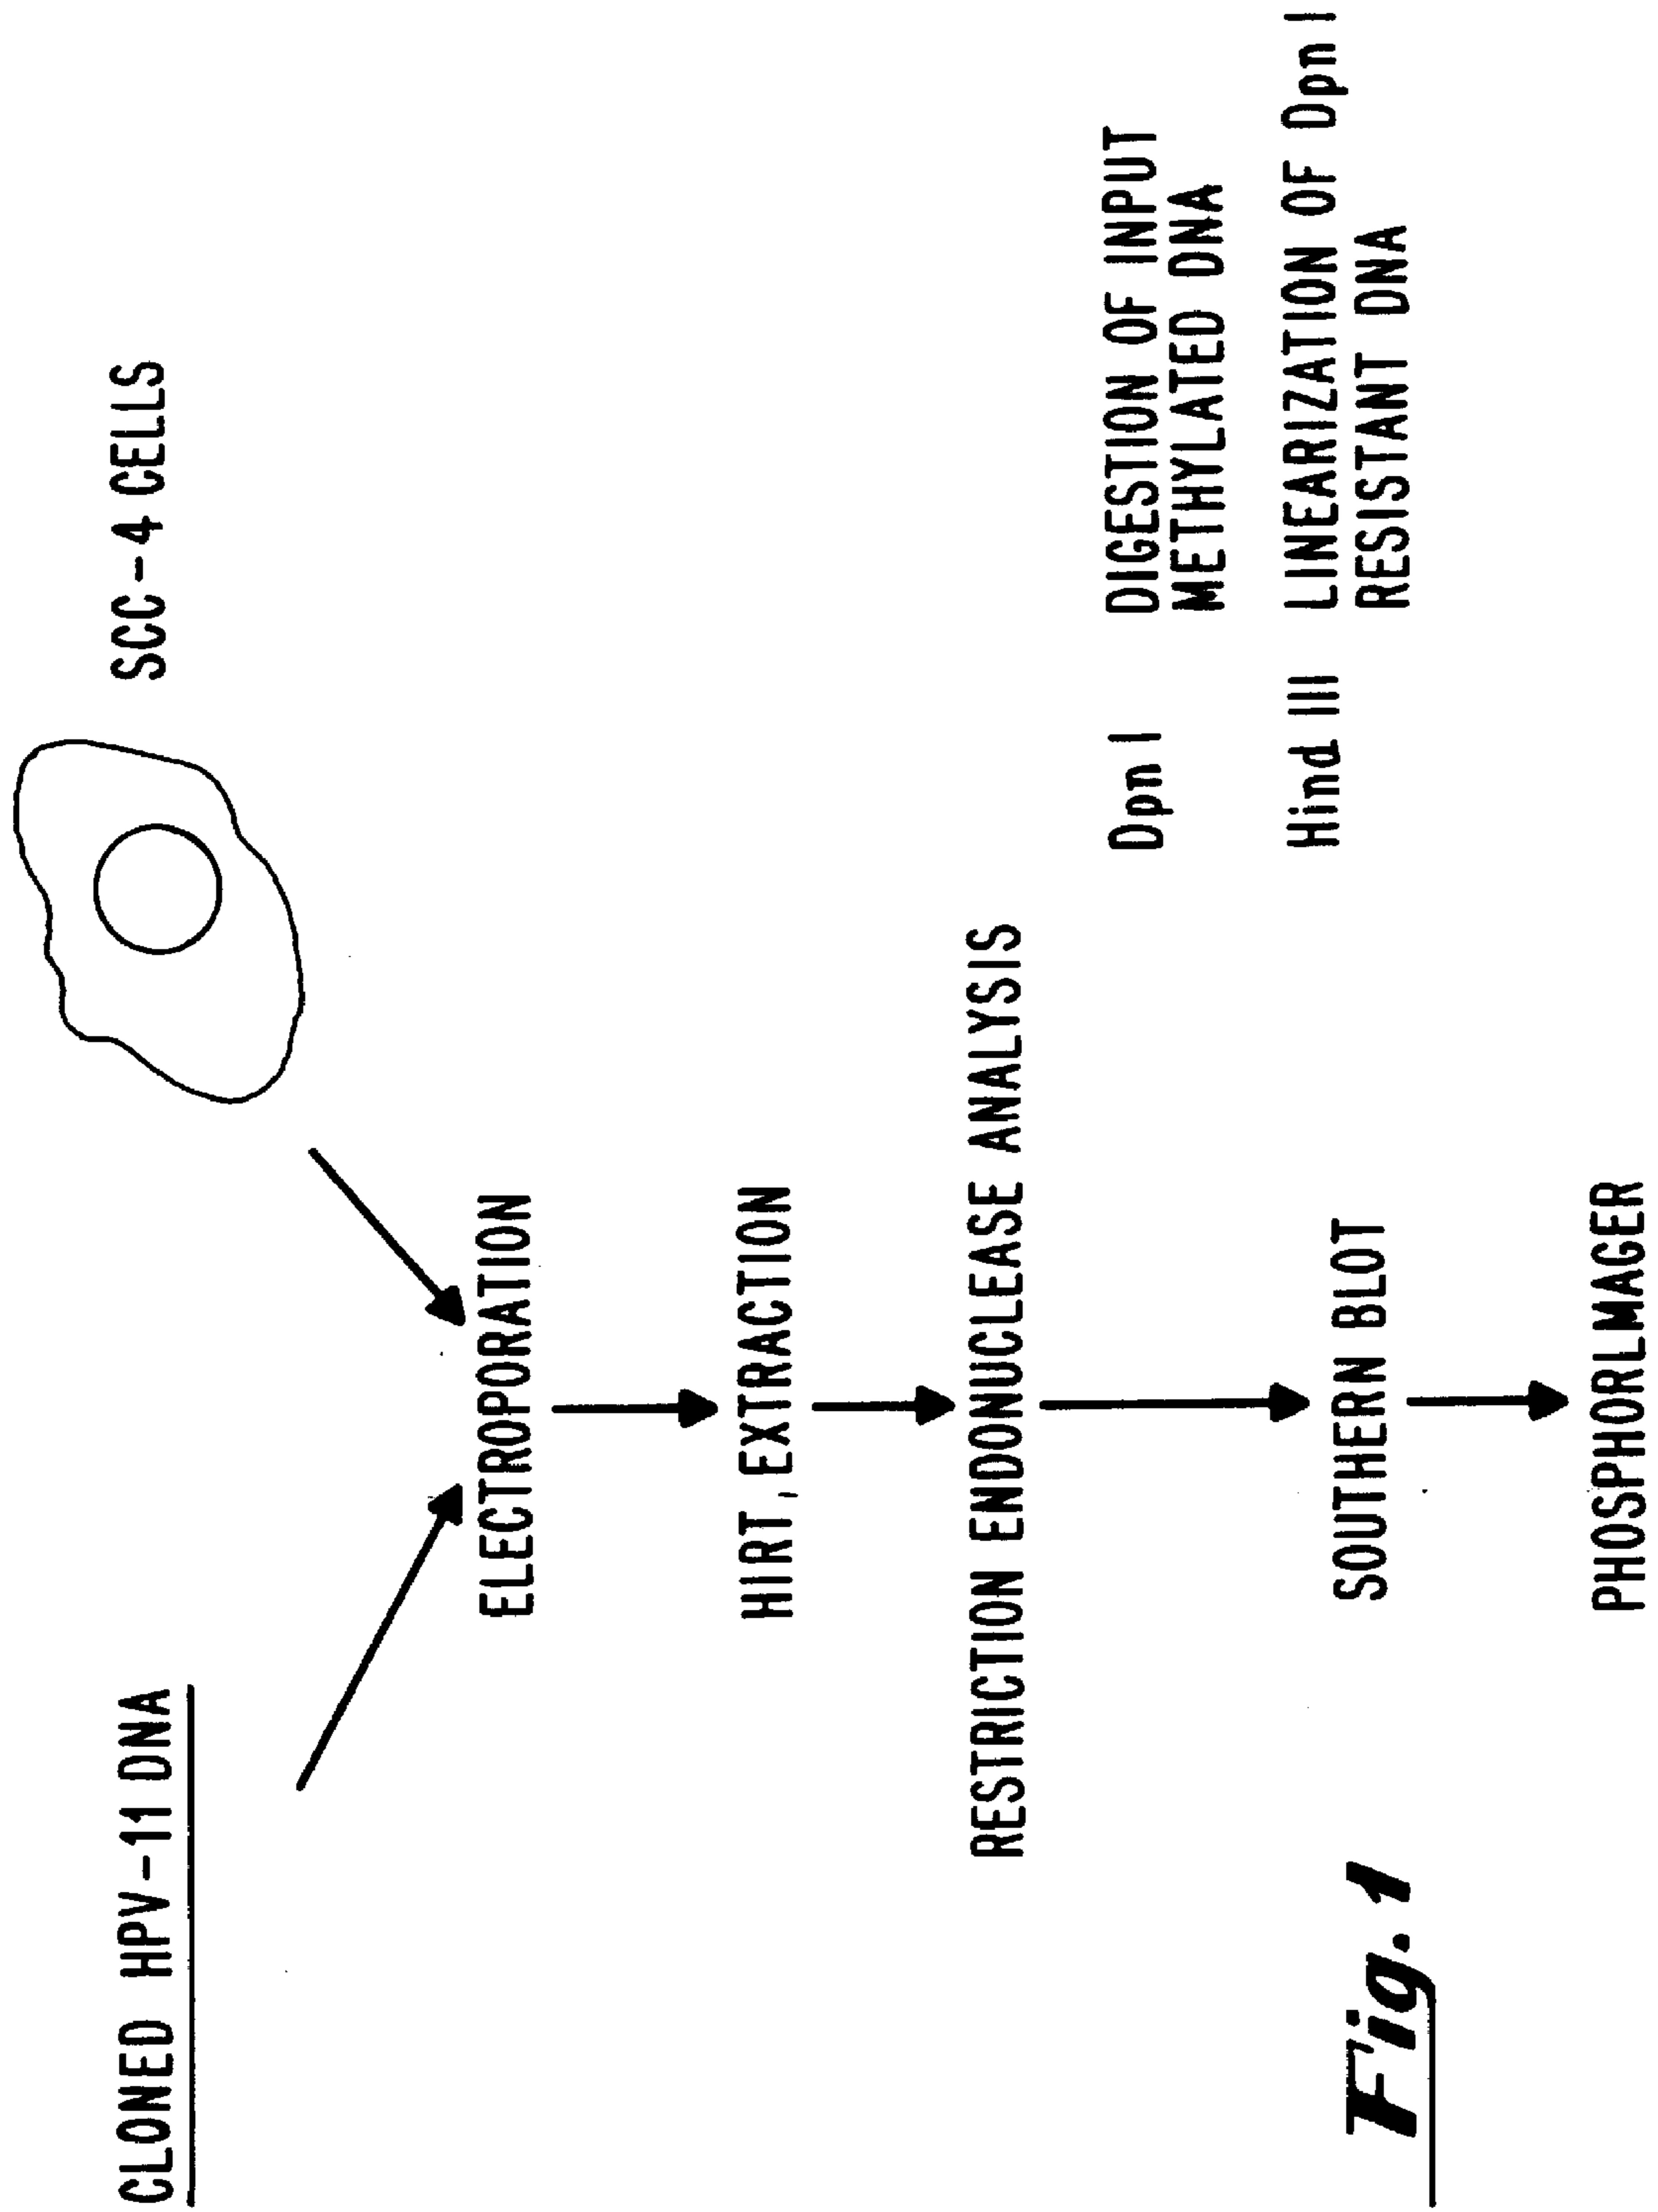 CLONED HPV-11 DNA
SCC-4 CELLS
ELECTROPORATION
HIRT EXTRACTION
RESTRICTION ENDONUCLEASE ANALYSIS
Dpn I DIGESTION OF INPUT
METHYLATED DNA
Hind III LINEARIZATION OF Dpn I
RESISTANT DNA
SOUTHERN BLOT
PHOSPHORLMAGER
Fig. 1